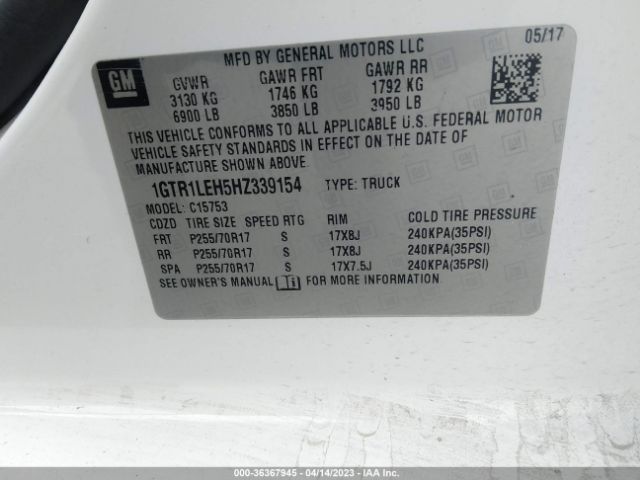 05/17
MFD BY GENERAL MOTORS LLC
GM
GVWR GAWR FRT GAWR RR
3130 KG 1746 KG 1792 KG
6900 LB 3850 LB 3950 LB
THIS VEHICLE CONFORMS TO ALL APPLICABLE U.S. FEDERAL MOTOR
VEHICLE SAFETY STANDARDS IN EFFECT ON THE DATE OF
MANUFACTURE SHOWN ABOVE.
1GTR1LEH5HZ339154 TYPE: TRUCK
MODEL: C15753
CDZD TIRE SIZE SPEED RTG RIM COLD TIRE PRESSURE
FRT P255/70R17 S 17X8J 240KPA(35PSI)
RR P255/70R17 S 17X8J 240KPA(35PSI)
SPA P255/70R17 S 17X7.5J 240KPA(35PSI)
SEE OWNER'S MANUAL FOR MORE INFORMATION.
000-36367945 - 04/14/2023 - IAA Inc.